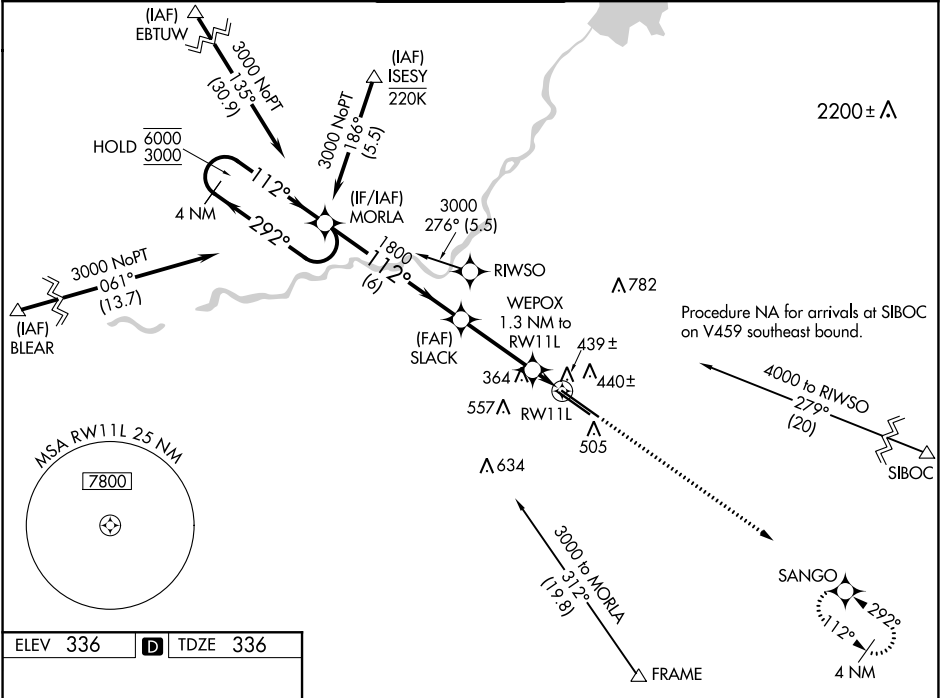 (IAF)
EBTUW
3000 NoPT
135°
(30.9)
(IAF)
ISESY
220K
3000 NoPT
186°
(5.5)
2200±
HOLD
6000
3000
112°
292°
4 NM
(IF/IAF)
MORLA
3000
276° (5.5)
RIWSO
1800
112°
(6)
3000 NoPT
061°
(13.7)
(IAF)
BLEAR
(FAF)
SLACK
WEPOX
1.3 NM to
RW11L
782
439±
364
440±
557
RW11L
505
634
Procedure NA for arrivals at SIBOC
on V459 southeast bound.
4000 to RIWSO
279°
(20)
SIBOC
MSA RW11L 25 NM
7800
3000 to MORLA
312°
(19.8)
FRAME
SANGO
292°
112°
4 NM
ELEV 336 D TDZE 336